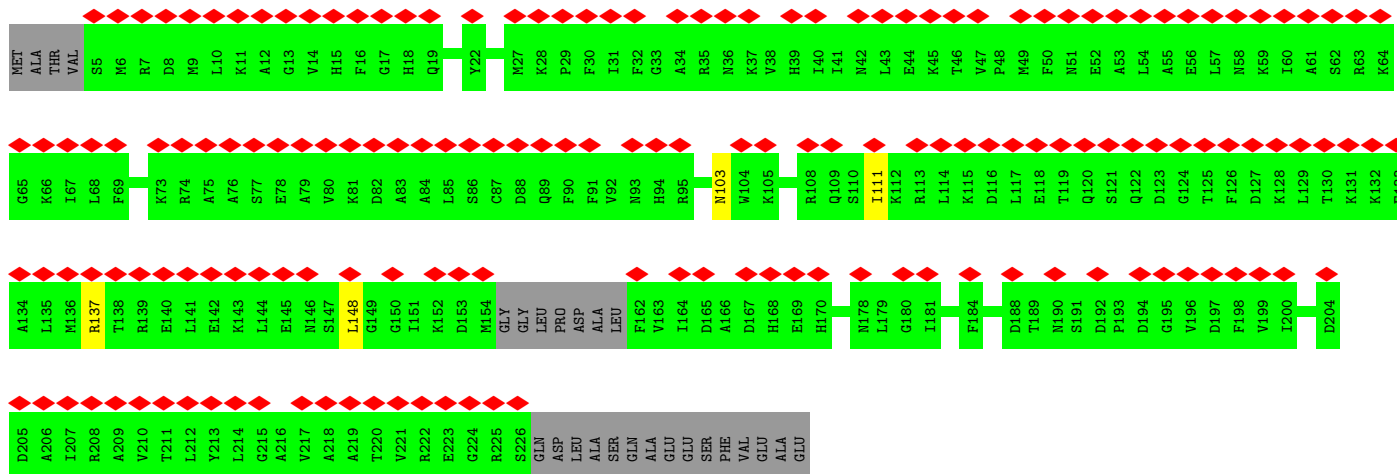 MET ALA THR VAL S5 M6 R7 D8 M9 L10 K11 A12 G13 V14 H15 F16 G17 H18 Q19 Y22 M27 K28 P29 F30 I31 F32 G33 A34 R35 N36 K37 V38 H39 I40 I41 N42 L43 E44 K45 T46 V47 P48 M49 F50 N51 E52 A53 L54 A55 E56 L57 N58 K59 I60 A61 S62 R63 K64
G65 K66 I67 L68 F69 K73 R74 A75 A76 S77 E78 A79 V80 K81 D82 A83 A84 L85 S86 C87 D88 Q89 F90 F91 V92 N93 H94 R95 N103 W104 K105 R108 Q109 S110 I111 K112 R113 L114 K115 D116 L117 E118 T119 Q120 S121 Q122 D123 G124 T125 F126 D127 K128 L129 T130 K131 K132
A134 L135 M136 R137 T138 R139 E140 L141 E142 K143 L144 E145 N146 S147 L148 G149 G150 I151 K152 D153 M154 GLY GLY LEU PRO ASP ALA LEU F162 V163 I164 D165 A166 D167 H168 E169 H170 N178 L179 G180 I181 F184 D188 T189 N190 S191 D192 P193 D194 G195 V196 D197 F198 V199 I200 D204
D205 A206 I207 R208 A209 V210 T211 L212 Y213 L214 G215 A216 V217 A218 A219 T220 V221 R222 E223 G224 R225 S226 GLN ASP LEU ALA SER GLN ALA GLU GLU SER PHE VAL GLU ALA GLU